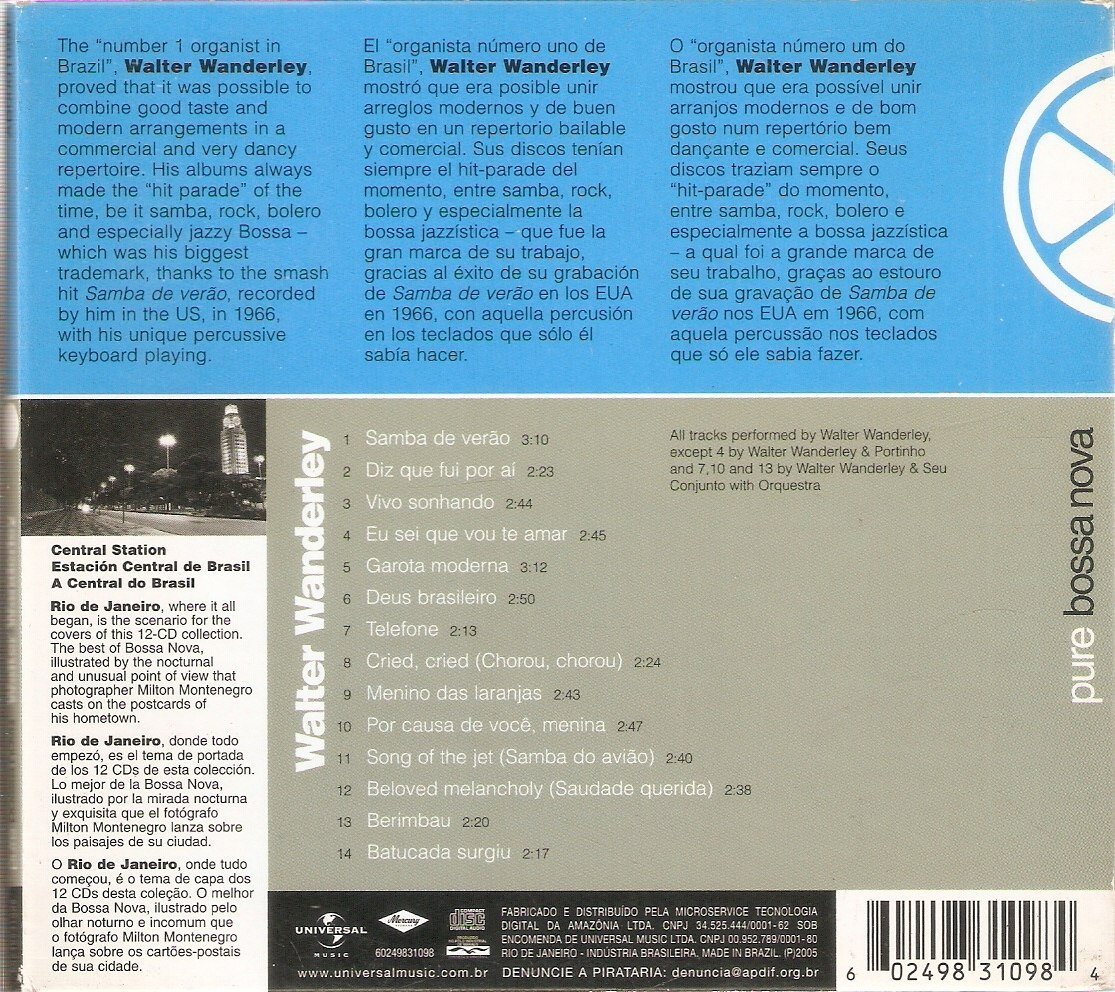 The "number 1 organist in
Brazil", Walter Wanderley,
proved that it was possible to
combine good taste and
modern arrangements in a
commercial and very dancy
repertoire. His albums always
made the "hit parade" of the
time, be it samba, rock, bolero
and especially jazzy Bossa –
which was his biggest
trademark, thanks to the smash
hit Samba de verão, recorded
by him in the US, in 1966,
with his unique percussive
keyboard playing.
El "organista número uno de
Brasil", Walter Wanderley
mostró que era posible unir
arreglos modernos y de buen
gusto en un repertorio bailable
y comercial. Sus discos tenían
siempre el hit-parade del
momento, entre samba, rock,
bolero y especialmente la
bossa jazzística – que fue la
gran marca de su trabajo,
gracias al éxito de su grabación
de Samba de verão en los EUA
en 1966, con aquella percusión
en los teclados que sólo él
sabía hacer.
O "organista número um do
Brasil", Walter Wanderley
mostrou que era possível unir
arranjos modernos e de bom
gosto num repertório bem
dançante e comercial. Seus
discos traziam sempre o
"hit-parade" do momento,
entre samba, rock, bolero e
especialmente a bossa jazzística
– a qual foi a grande marca de
seu trabalho, graças ao estouro
de sua gravação de Samba de
verão nos EUA em 1966, com
aquela percussão nos teclados
que só ele sabia fazer.
Central Station
Estación Central de Brasil
A Central do Brasil
Rio de Janeiro, where it all
began, is the scenario for the
covers of this 12-CD collection.
The best of Bossa Nova,
illustrated by the nocturnal
and unusual point of view that
photographer Milton Montenegro
casts on the postcards of
his hometown.
Rio de Janeiro, donde todo
empezó, es el tema de portada
de los 12 CDs de esta colección.
Lo mejor de la Bossa Nova,
ilustrado por la mirada nocturna
y exquisita que el fotógrafo
Milton Montenegro lanza sobre
los paisajes de su ciudad.
O Rio de Janeiro, onde tudo
começou, é o tema de capa dos
12 CDs desta coleção. O melhor
da Bossa Nova, ilustrado pelo
olhar noturno e incomum que
o fotógrafo Milton Montenegro
lança sobre os cartões-postais
de sua cidade.
Walter Wanderley
1 Samba de verão 3:10
2 Diz que fui por aí 2:23
3 Vivo sonhando 2:44
4 Eu sei que vou te amar 2:45
5 Garota moderna 3:12
6 Deus brasileiro 2:50
7 Telefone 2:13
8 Cried, cried (Chorou, chorou) 2:24
9 Menino das laranjas 2:43
10 Por causa de você, menina 2:47
11 Song of the jet (Samba do avião) 2:40
12 Beloved melancholy (Saudade querida) 2:38
13 Berimbau 2:20
14 Batucada surgiu 2:17
All tracks performed by Walter Wanderley,
except 4 by Walter Wanderley & Portinho
and 7,10 and 13 by Walter Wanderley & Seu
Conjunto with Orquestra
pure bossa nova
UNIVERSAL
MUSIC
Mercury
60249831098
COMPACT
disc
DIGITAL AUDIO
www.universalmusic.com.br
FABRICADO E DISTRIBUÍDO PELA MICROSERVICE TECNOLOGIA
DIGITAL DA AMAZÔNIA LTDA. CNPJ 34.525.444/0001-62 SOB
ENCOMENDA DE UNIVERSAL MUSIC LTDA. CNPJ 00.952.789/0001-80
RIO DE JANEIRO - INDÚSTRIA BRASILEIRA. MADE IN BRAZIL. (P)2005
DENUNCIE A PIRATARIA: denuncia@apdif.org.br
6 02498 31098 4